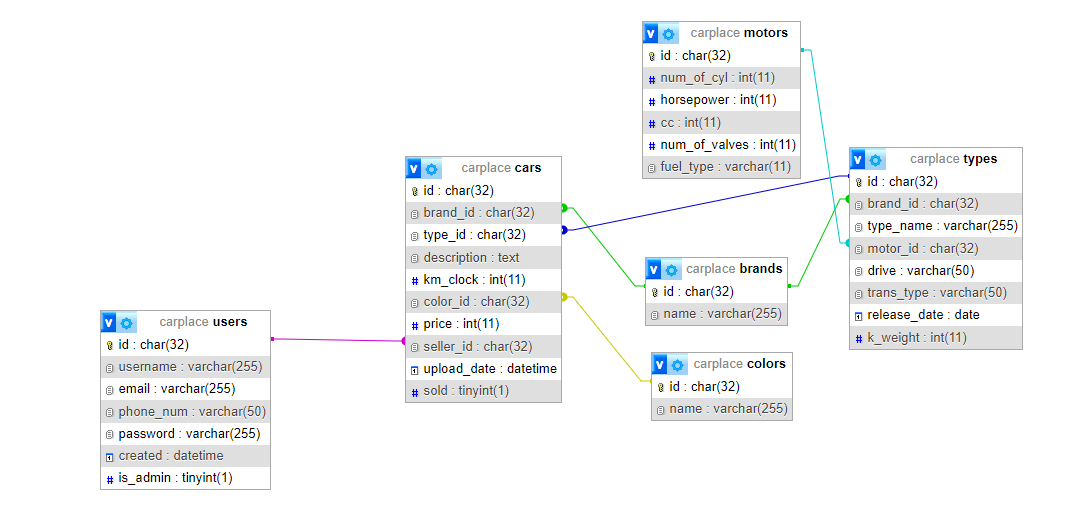 carplace motors
id : char(32)
num_of_cyl : int(11)
horsepower : int(11)
cc : int(11)
num_of_valves : int(11)
fuel_type : varchar(11)
carplace types
id : char(32)
brand_id : char(32)
type_name : varchar(255)
motor_id : char(32)
drive : varchar(50)
trans_type : varchar(50)
release_date : date
k_weight : int(11)
carplace cars
id : char(32)
brand_id : char(32)
type_id : char(32)
description : text
km_clock : int(11)
color_id : char(32)
price : int(11)
seller_id : char(32)
upload_date : datetime
sold : tinyint(1)
carplace brands
id : char(32)
name : varchar(255)
carplace colors
id : char(32)
name : varchar(255)
carplace users
id : char(32)
username : varchar(255)
email : varchar(255)
phone_num : varchar(50)
password : varchar(255)
created : datetime
is_admin : tinyint(1)